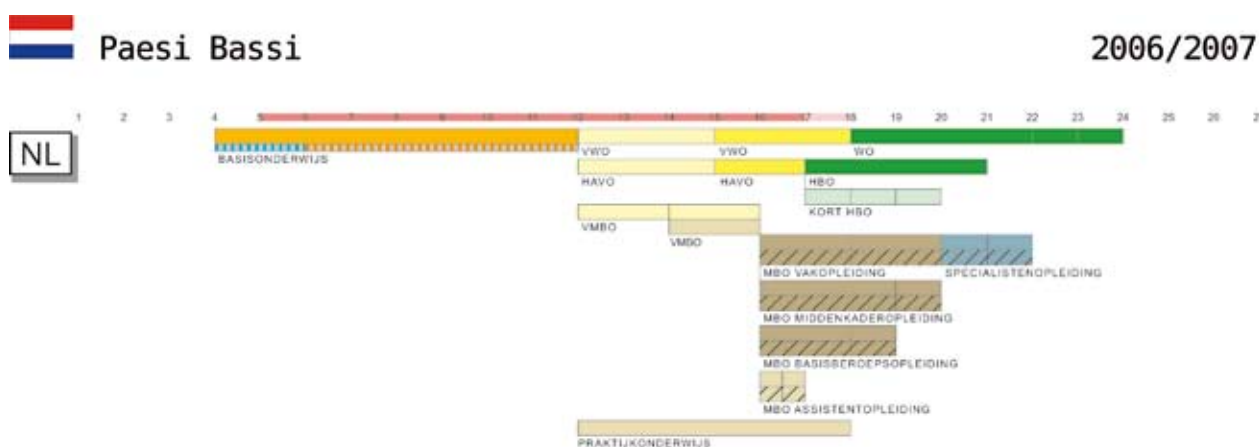 Paesi Bassi 2006/2007
1 2 3 4 5 6 7 8 9 10 11 12 13 14 15 16 17 18 19 20 21 22 23 24 25 26
NL
BASISONDERWIJS VWO VWO WO
HAVO HAVO HBO
KORT HBO
VMBO VMBO
MBO VAKOPLEIDING SPECIALISTENOPLEIDING
MBO MIDDENKADEROPLEIDING
MBO BASISBEROEPSOPLEIDING
MBO ASSISTENTOPLEIDING
PRAKTIJKONDERWIJS